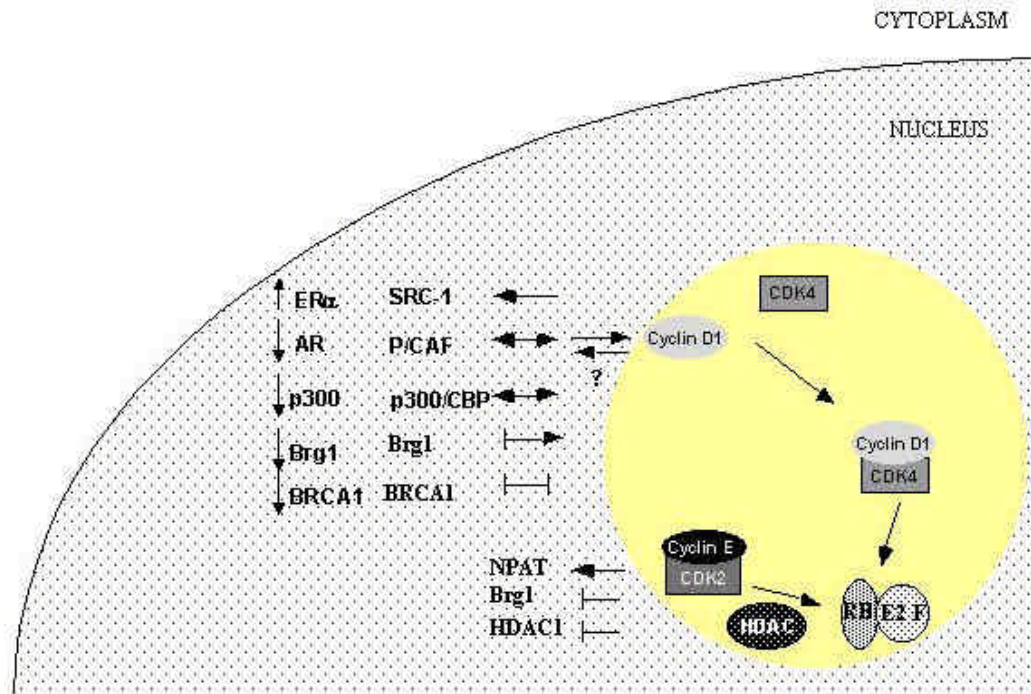 CYTOPLASM
NUCLEUS
ERα SRC-1
CDK4
AR P/CAF
Cyclin D1
?
p300 p300/CBP
Brg1 Brg1
Cyclin D1
CDK4
BRCA1 BRCA1
Cyclin E
CDK2
NPAT
Brg1
HDAC1
HDAC
RB E2 F